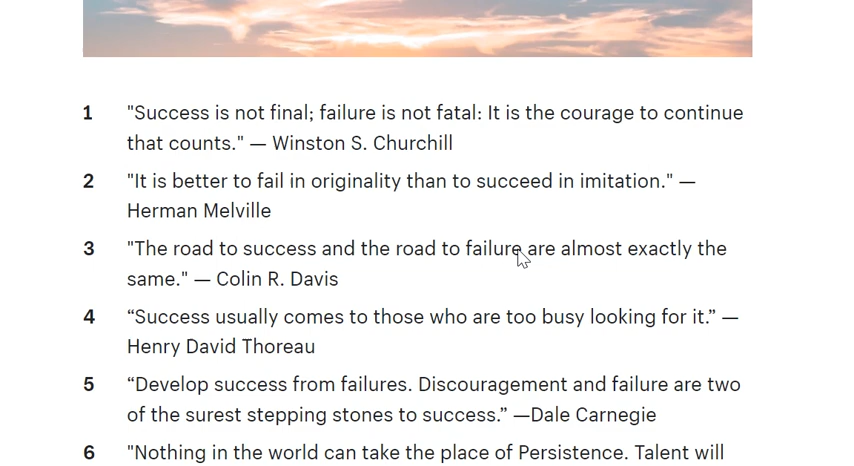 1 "Success is not final; failure is not fatal: It is the courage to continue
that counts." — Winston S. Churchill
2 "It is better to fail in originality than to succeed in imitation." —
Herman Melville
3 "The road to success and the road to failure are almost exactly the
same." — Colin R. Davis
4 “Success usually comes to those who are too busy looking for it.” —
Henry David Thoreau
5 “Develop success from failures. Discouragement and failure are two
of the surest stepping stones to success.” —Dale Carnegie
6 "Nothing in the world can take the place of Persistence. Talent will